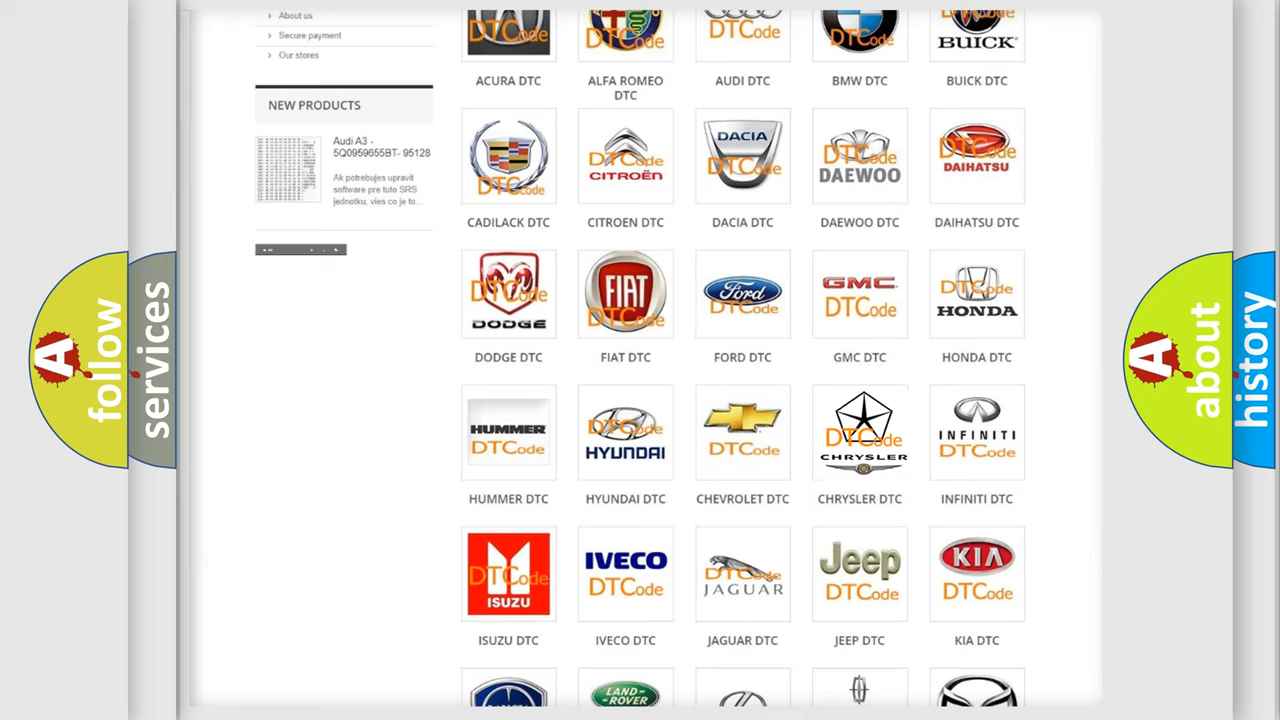 About us
Secure payment
Our stores
NEW PRODUCTS
Audi A3 -
5Q0959655BT- 95128
Ak potrebujes upravit
software pre tuto SRS
jednotku, vies co je to...
DTCode
DTCode
DTCode
DTCode
BUICK
ACURA DTC
ALFA ROMEO
DTC
AUDI DTC
BMW DTC
BUICK DTC
DTCode
DTCode
CITROËN
DACIA
DTCode
DTCode
DAEWOO
DTCode
DAIHATSU
CADILACK DTC
CITROEN DTC
DACIA DTC
DAEWOO DTC
DAIHATSU DTC
DTCode
DODGE
FIAT
DTCode
Ford
DTCode
GMC
DTCode
DTCode
HONDA
DODGE DTC
FIAT DTC
FORD DTC
GMC DTC
HONDA DTC
HUMMER
DTCode
DTCode
HYUNDAI
DTCode
DTCode
CHRYSLER
INFINITI
DTCode
HUMMER DTC
HYUNDAI DTC
CHEVROLET DTC
CHRYSLER DTC
INFINITI DTC
DTCode
ISUZU
IVECO
DTCode
DTCode
JAGUAR
Jeep
DTCode
KIA
DTCode
ISUZU DTC
IVECO DTC
JAGUAR DTC
JEEP DTC
KIA DTC
LAND-
ROVER
A
follow
services
A
about
history